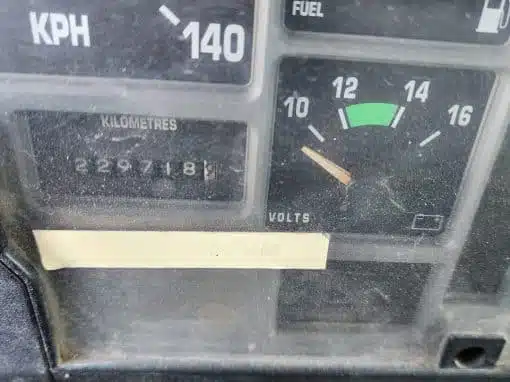 FUEL
KPH 140
10 12 14 16
KILOMETRES
229718
VOLTS